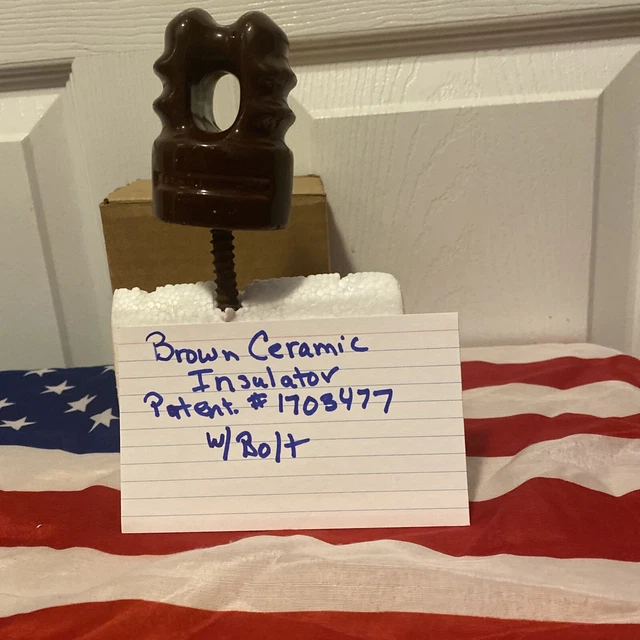 Brown Ceramic
Insulator
Patent. # 1703477
w/Bolt